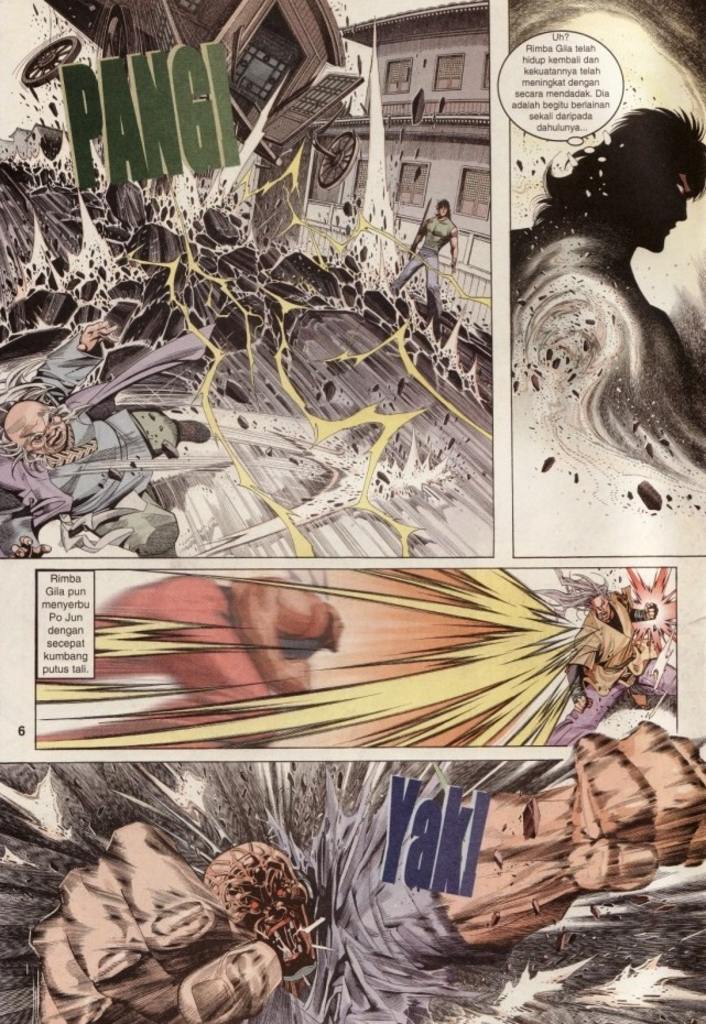 PANG!
Uh?
Rimba Gila telah
hidup kembali dan
kekuatannya telah
meningkat dengan
secara mendadak. Dia
adalah begitu berlainan
sekali daripada
dahulunya...
Rimba
Gila pun
menyerbu
Po Jun
dengan
secepat
kumbang
putus tali.
6
Yak!